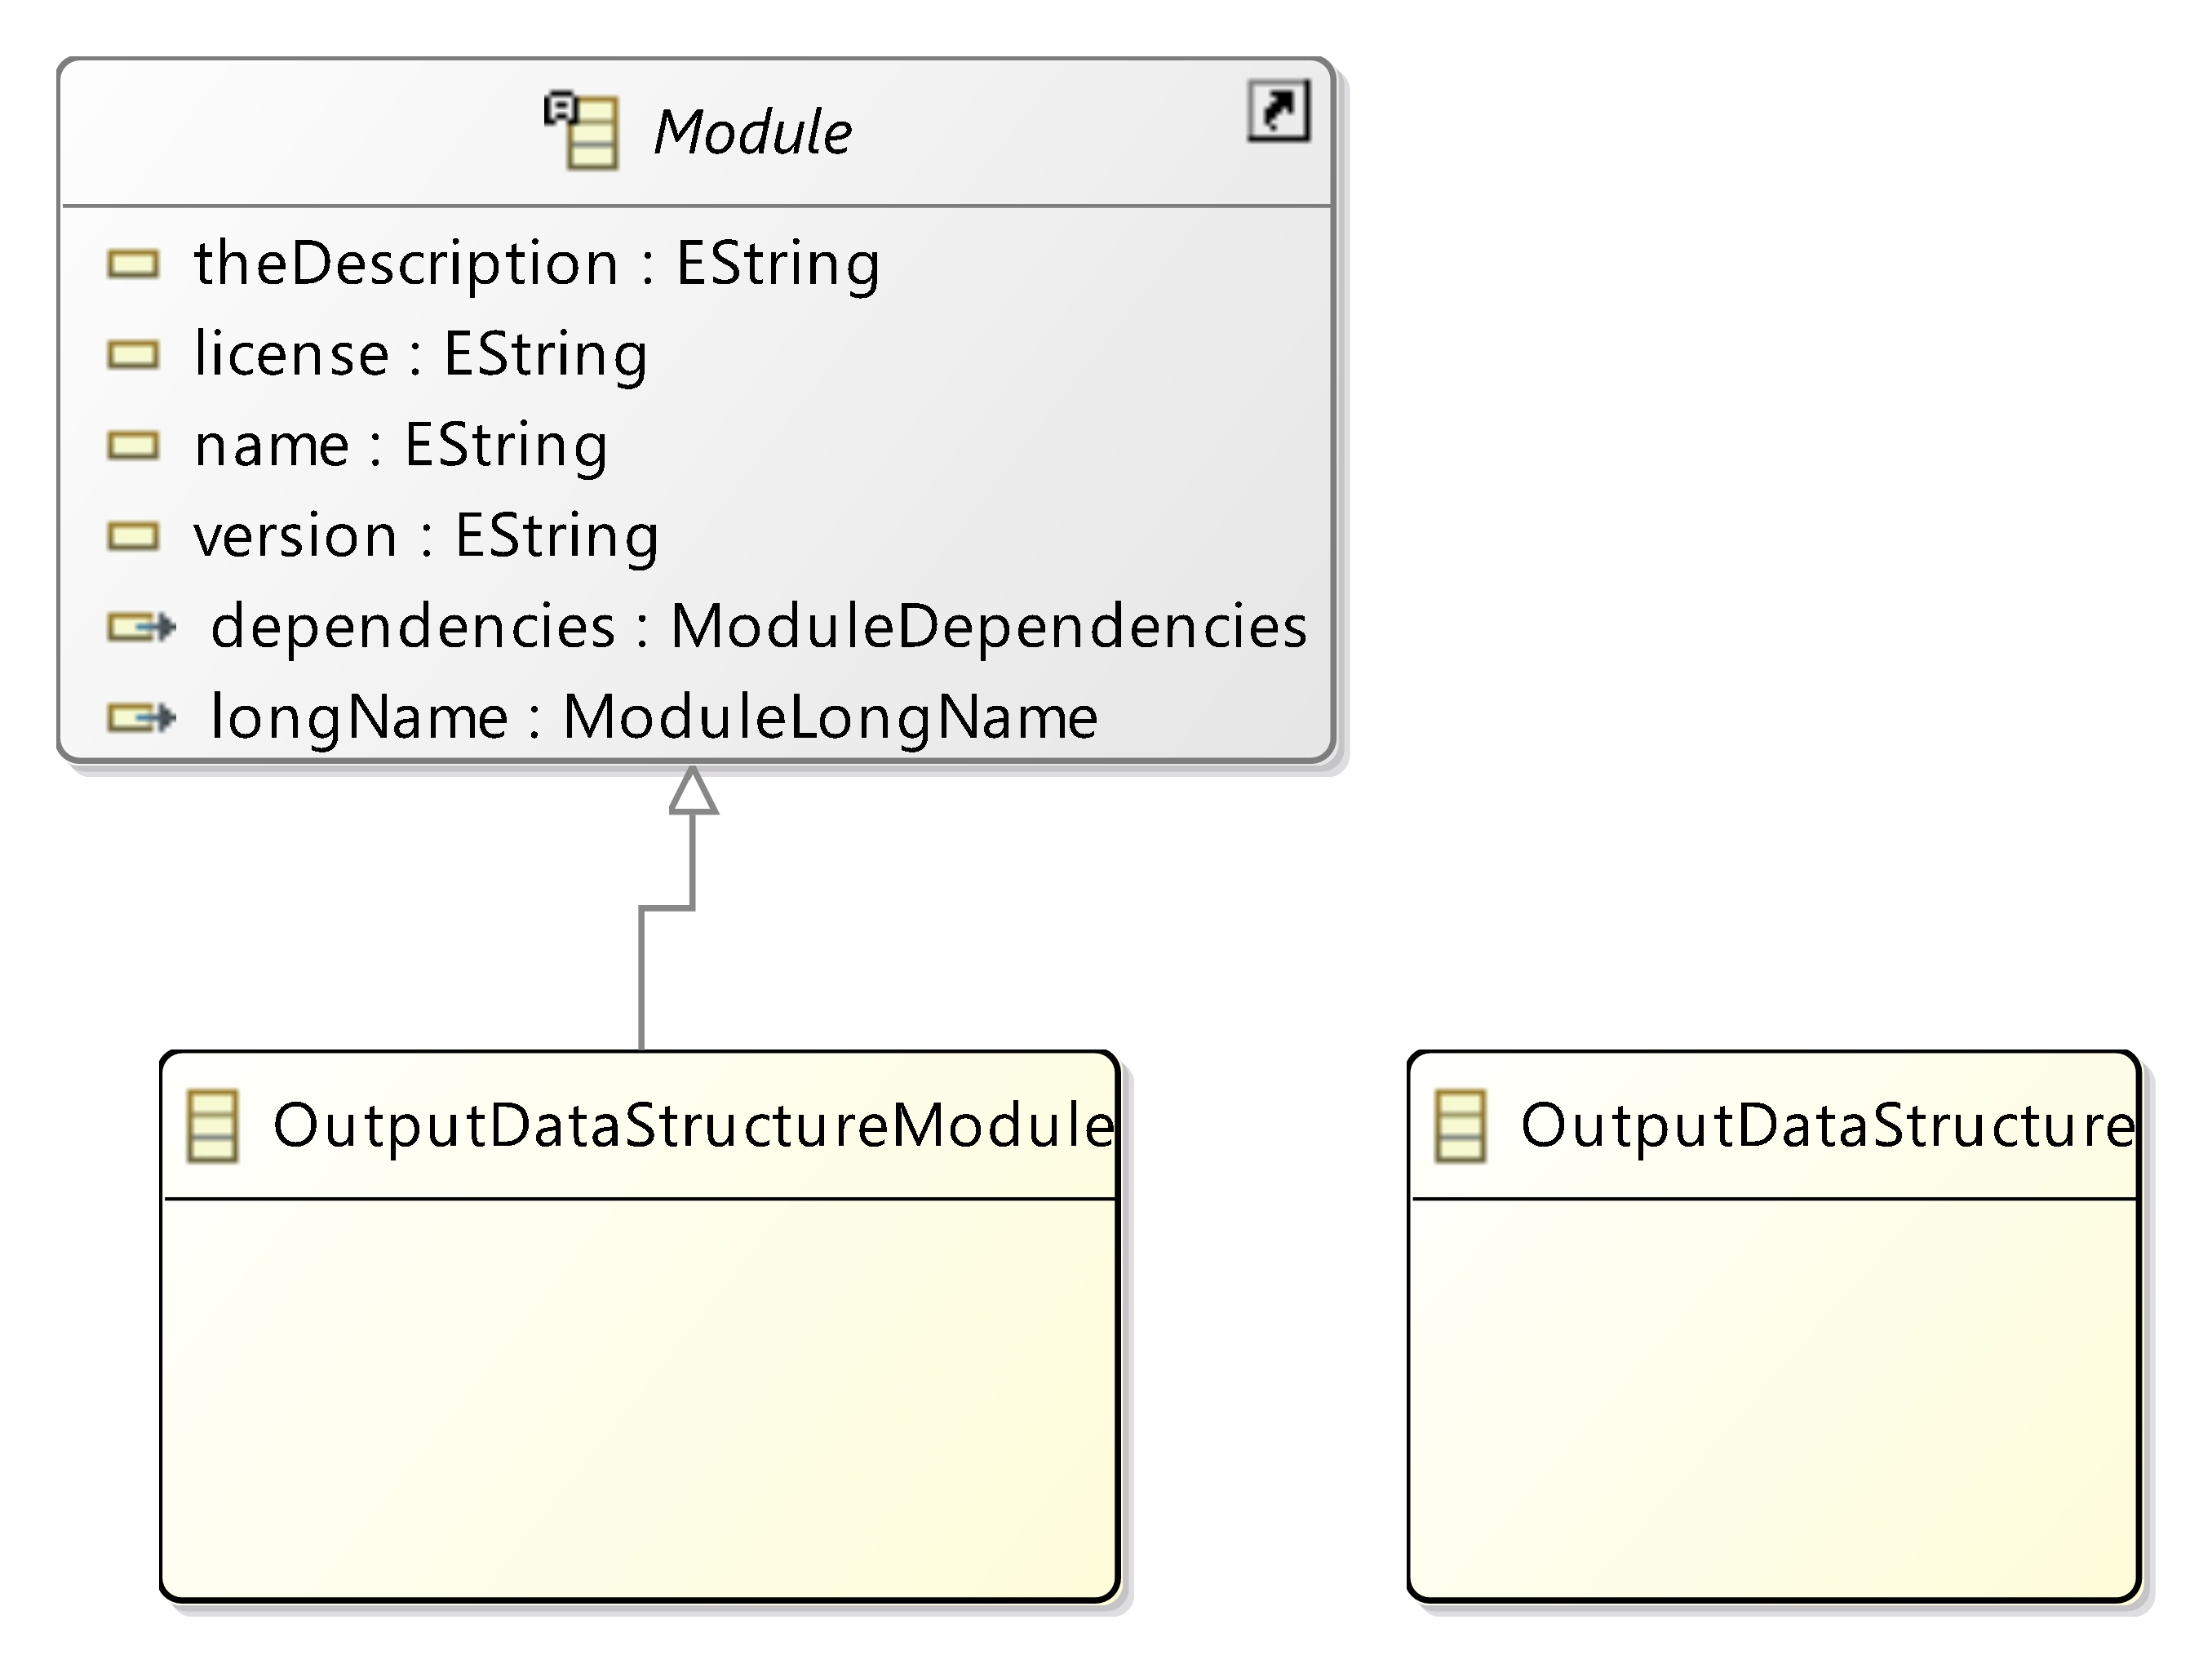 Module
theDescription : EString
license : EString
name : EString
version : EString
dependencies : ModuleDependencies
longName : ModuleLongName
OutputDataStructureModule
OutputDataStructure